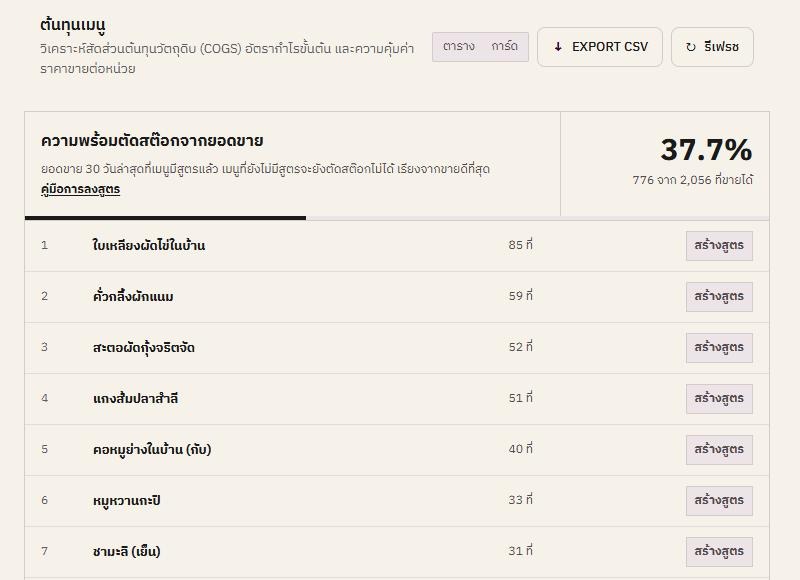 ต้นทุนเมนู
วิเคราะห์สัดส่วนต้นทุนวัตถุดิบ (COGS) อัตรากำไรขั้นต้น และความคุ้มค่า
ราคาขายต่อหน่วย
ตาราง การ์ด
↓ EXPORT CSV
↻ รีเฟรช
ความพร้อมตัดสต๊อกจากยอดขาย
ยอดขาย 30 วันล่าสุดที่เมนูมีสูตรแล้ว เมนูที่ยังไม่มีสูตรจะยังตัดสต๊อกไม่ได้ เรียงจากขายดีที่สุด
คู่มือการลงสูตร
37.7%
776 จาก 2,056 ที่ขายได้
1 ใบเหลียงผัดไข่ในบ้าน 85 ที่ สร้างสูตร
2 คั่วกลิ้งผักแนม 59 ที่ สร้างสูตร
3 สะตอผัดกุ้งจริตจัด 52 ที่ สร้างสูตร
4 แกงส้มปลาสำลี 51 ที่ สร้างสูตร
5 คอหมูย่างในบ้าน (กับ) 40 ที่ สร้างสูตร
6 หมูหวานกะปิ 33 ที่ สร้างสูตร
7 ชามะลิ (เย็น) 31 ที่ สร้างสูตร